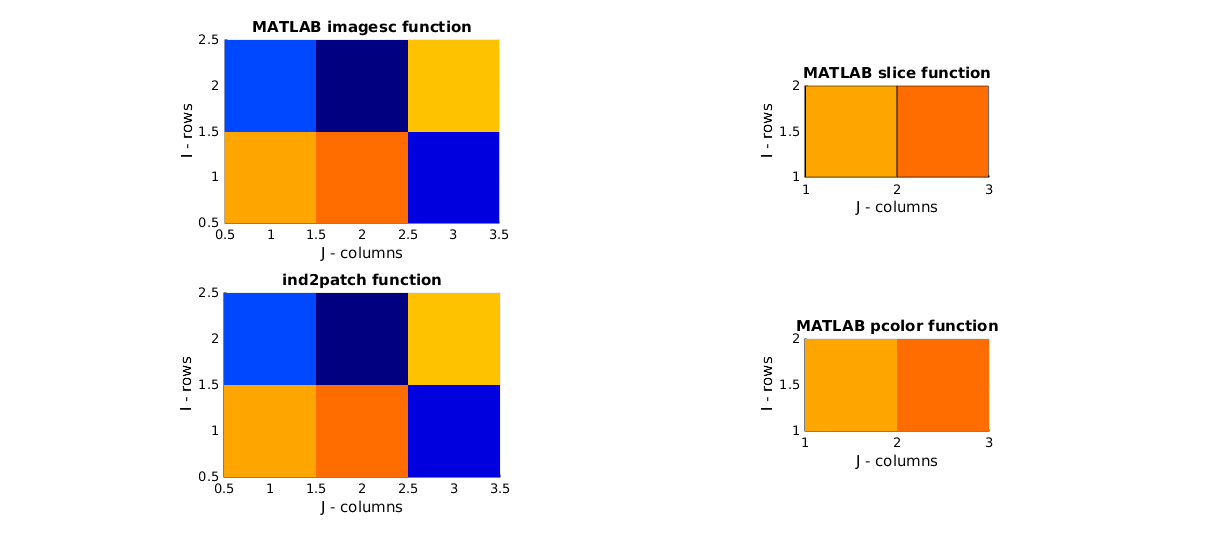 MATLAB imagesc function
2.5
2
1.5
1
0.5
I - rows
0.5 1 1.5 2 2.5 3 3.5
J - columns
MATLAB slice function
2
1.5
1
I - rows
1 2 3
J - columns
ind2patch function
2.5
2
1.5
1
0.5
I - rows
0.5 1 1.5 2 2.5 3 3.5
J - columns
MATLAB pcolor function
2
1.5
1
I - rows
1 2 3
J - columns